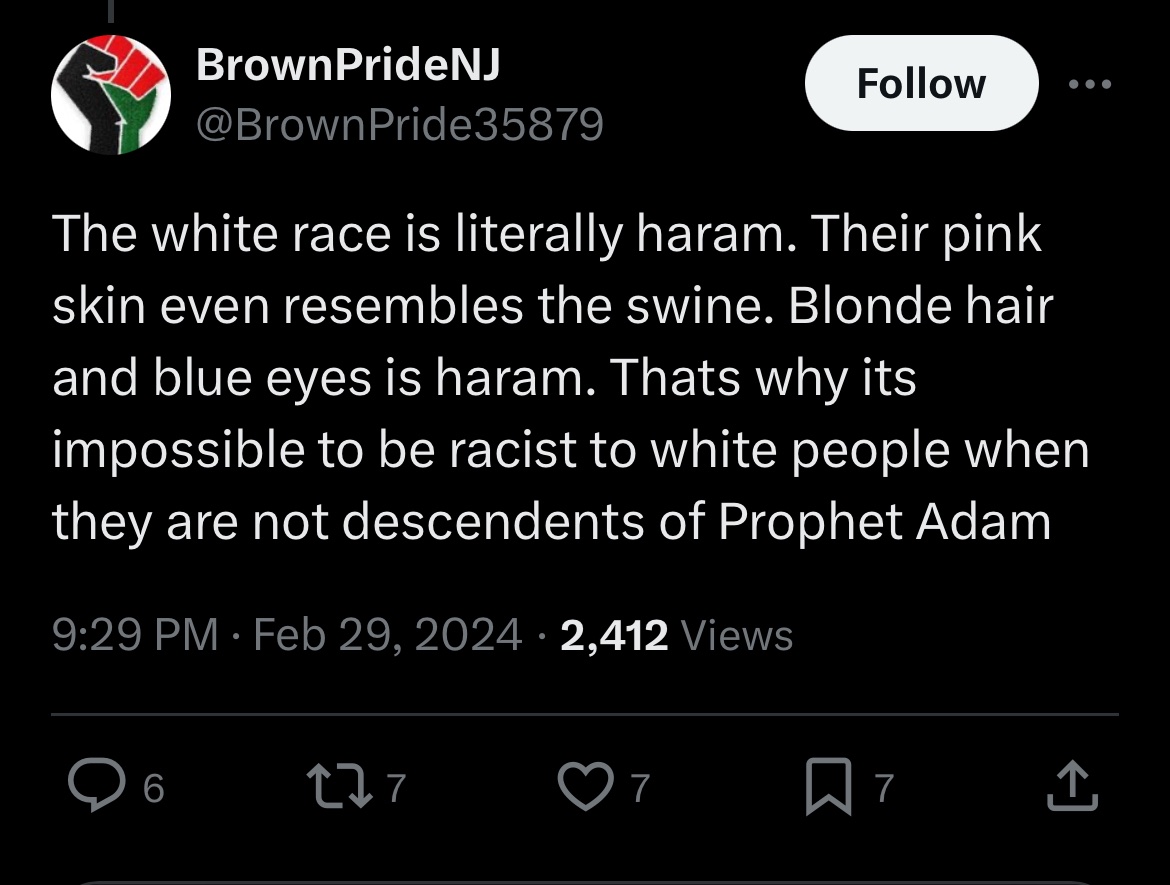 BrownPrideNJ
@BrownPride35879
Follow
The white race is literally haram. Their pink
skin even resembles the swine. Blonde hair
and blue eyes is haram. Thats why its
impossible to be racist to white people when
they are not descendents of Prophet Adam
9:29 PM · Feb 29, 2024 · 2,412 Views
6 7 7 7